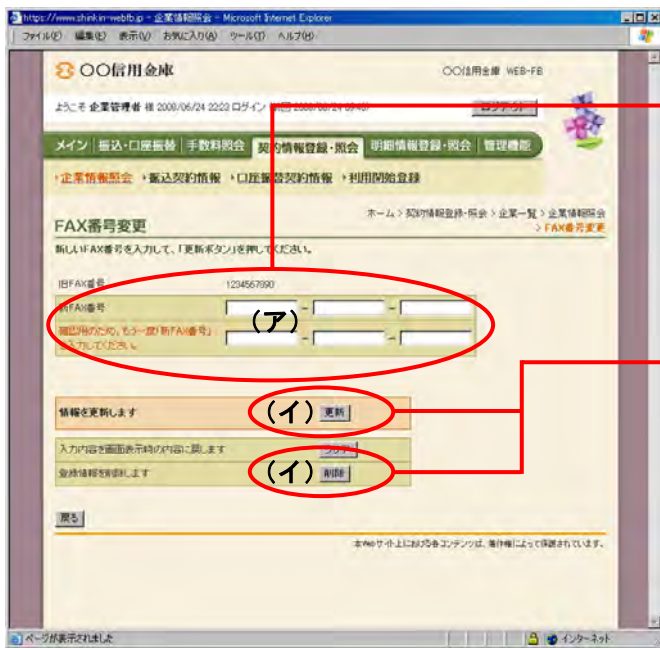 https://www.shinkin-webfb.jp - 企業情報照会 - Microsoft Internet Explorer
ファイル(F) 編集(E) 表示(V) お気に入り(A) ツール(T) ヘルプ(H)
〇〇信用金庫
〇〇信用金庫 WEB-FB
ようこそ 企業管理者 様 2008/06/24 22:23 ログイン
ログアウト
メイン 振込・口座振替 手数料照会 契約情報登録・照会 明細情報登録・照会 管理機能
企業情報照会 振込契約情報 口座振替契約情報 利用開始登録
ホーム > 契約情報登録・照会 > 企業一覧 > 企業情報照会
> FAX番号変更
FAX番号変更
新しいFAX番号を入力して、「更新ボタン」を押してください。
旧FAX番号 1234567890
新FAX番号 - -
(ア)
確認用のため、もう一度「新FAX番号」
を入力してください。 - -
情報を更新します (イ) 更新
入力内容を画面表示時の内容に戻します クリア
登録情報を削除します (イ) 削除
戻る
本Webサイト上における各コンテンツは、著作権によって保護されています。
ページが表示されました
インターネット